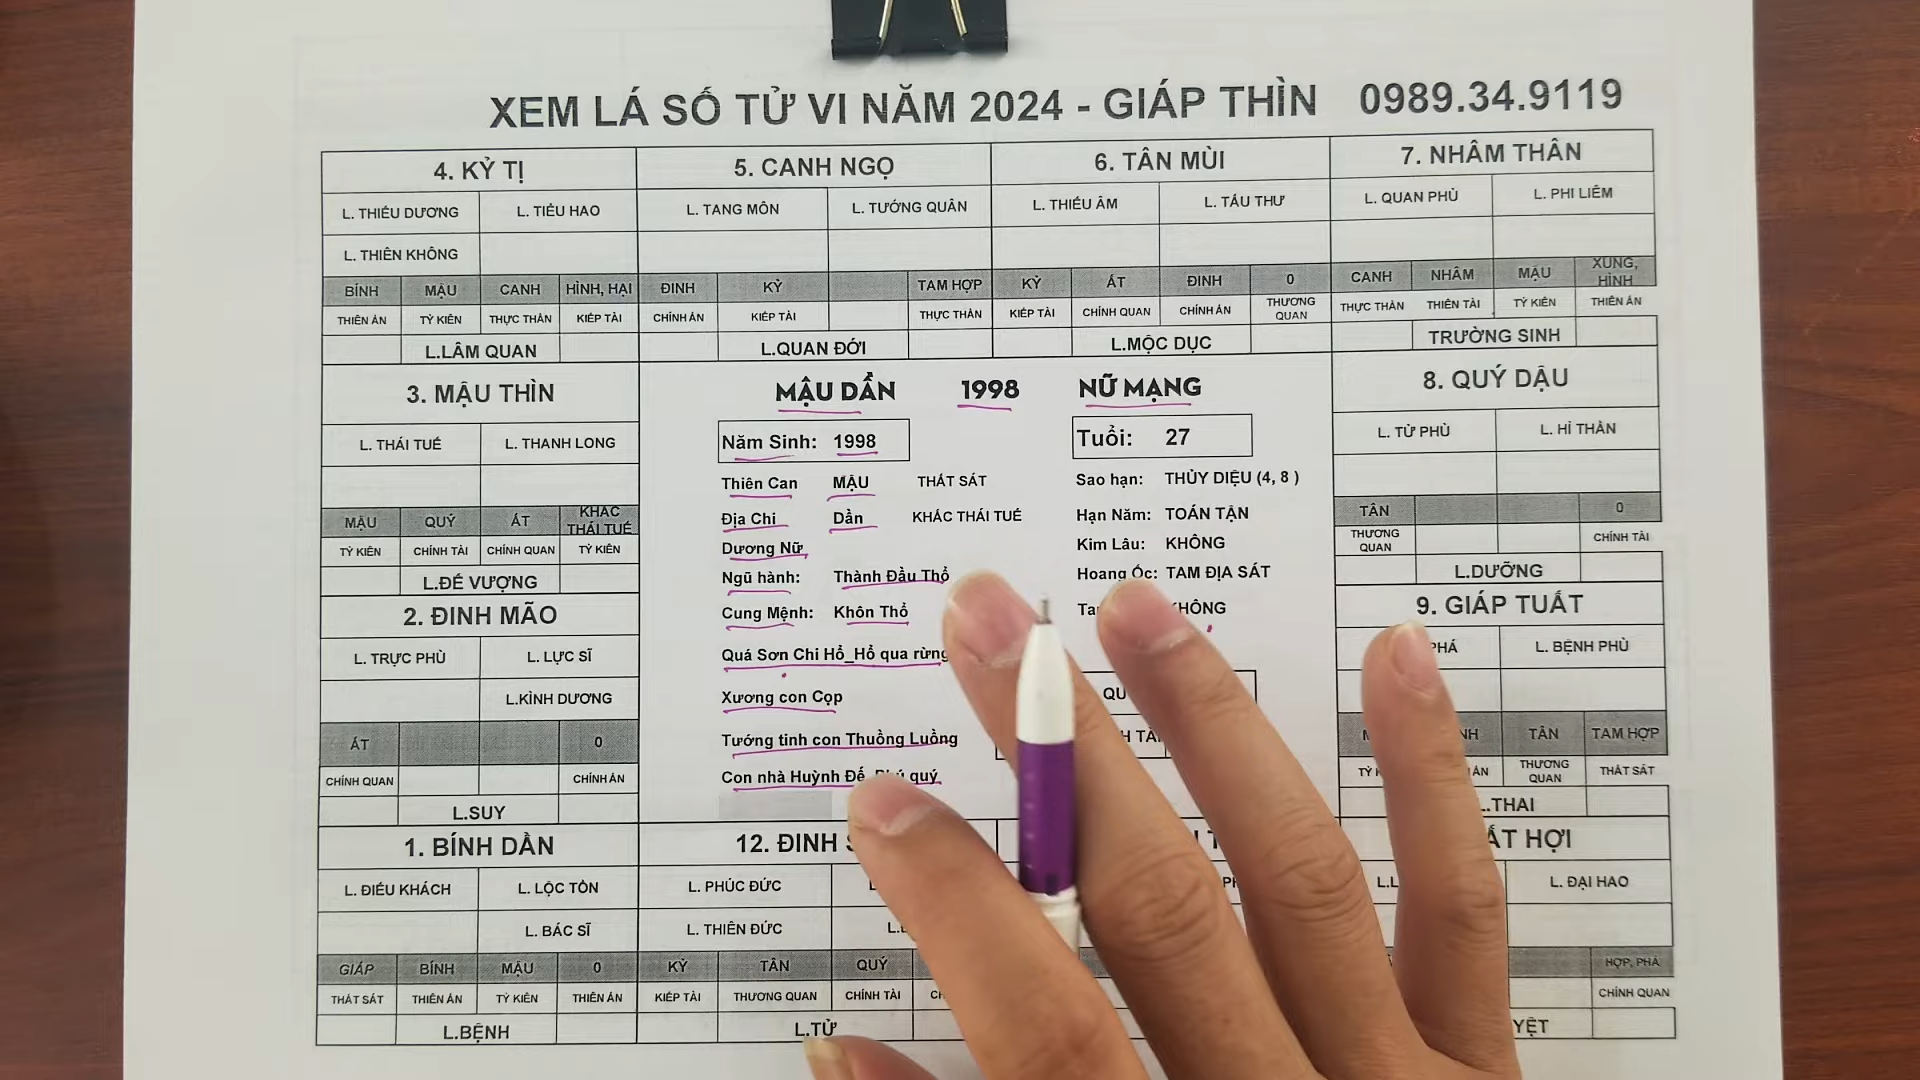 XEM LÁ SỐ TỬ VI NĂM 2024 - GIÁP THÌN 0989.34.9119
4. KỶ TỊ 5. CANH NGỌ 6. TÂN MÙI 7. NHÂM THÂN
L. THIẾU DƯƠNG L. TIỂU HAO L. TANG MÔN L. TƯỚNG QUÂN L. THIẾU ÂM L. TẤU THƯ L. QUAN PHÙ L. PHI LIÊM
L. THIÊN KHÔNG
BÍNH MẬU CANH HÌNH, HẠI ĐINH KỶ TAM HỢP KỶ ẤT ĐINH 0 CANH NHÂM MẬU XUNG, HÌNH
THIÊN ẤN TỶ KIÊN THỰC THẦN KIẾP TÀI CHÍNH ẤN KIẾP TÀI THỰC THẦN KIẾP TÀI CHÍNH QUAN CHÍNH ẤN THƯƠNG QUAN THỰC THẦN THIÊN TÀI TỶ KIÊN THIÊN ẤN
L.LÂM QUAN L.QUAN ĐỚI L.MỘC DỤC TRƯỜNG SINH
3. MẬU THÌN MẬU DẦN 1998 NỮ MẠNG 8. QUÝ DẬU
L. THÁI TUẾ L. THANH LONG Năm Sinh: 1998 Tuổi: 27 L. TỬ PHÙ L. HỈ THẦN
Thiên Can MẬU THẤT SÁT Sao hạn: THỦY DIỆU (4, 8 )
MẬU QUÝ ẤT KHẮC THÁI TUẾ Địa Chi Dần KHẮC THÁI TUẾ Hạn Năm: TOÁN TẬN TÂN 0
TỶ KIÊN CHÍNH TÀI CHÍNH QUAN TỶ KIÊN Dương Nữ Kim Lâu: KHÔNG THƯƠNG QUAN CHÍNH TÀI
L.ĐẾ VƯỢNG Ngũ hành: Thành Đầu Thổ Hoang Ốc: TAM ĐỊA SÁT L.DƯỠNG
2. ĐINH MÃO Cung Mệnh: Khôn Thổ KHÔNG 9. GIÁP TUẤT
L. TRỰC PHÙ L. LỰC SĨ Quá Sơn Chi Hổ_Hổ qua rừng PHÁ L. BỆNH PHÙ
L.KÌNH DƯƠNG Xương con Cọp
ẤT 0 Tướng tinh con Thuồng Luồng TÂN TAM HỢP
CHÍNH QUAN CHÍNH ẤN Con nhà Huỳnh Đế, quý THƯƠNG QUAN THẤT SÁT
L.SUY L.THAI
1. BÍNH DẦN 12. ĐINH HỢI
L. ĐIẾU KHÁCH L. LỘC TỒN L. PHÚC ĐỨC L. ĐẠI HAO
L. BÁC SĨ L. THIÊN ĐỨC
GIÁP BÍNH MẬU 0 KỶ TÂN QUÝ HỢP, PHÁ
THẤT SÁT THIÊN ẤN TỶ KIÊN THIÊN ẤN KIẾP TÀI THƯƠNG QUAN CHÍNH TÀI CHÍNH QUAN
L.BỆNH L.TỬ